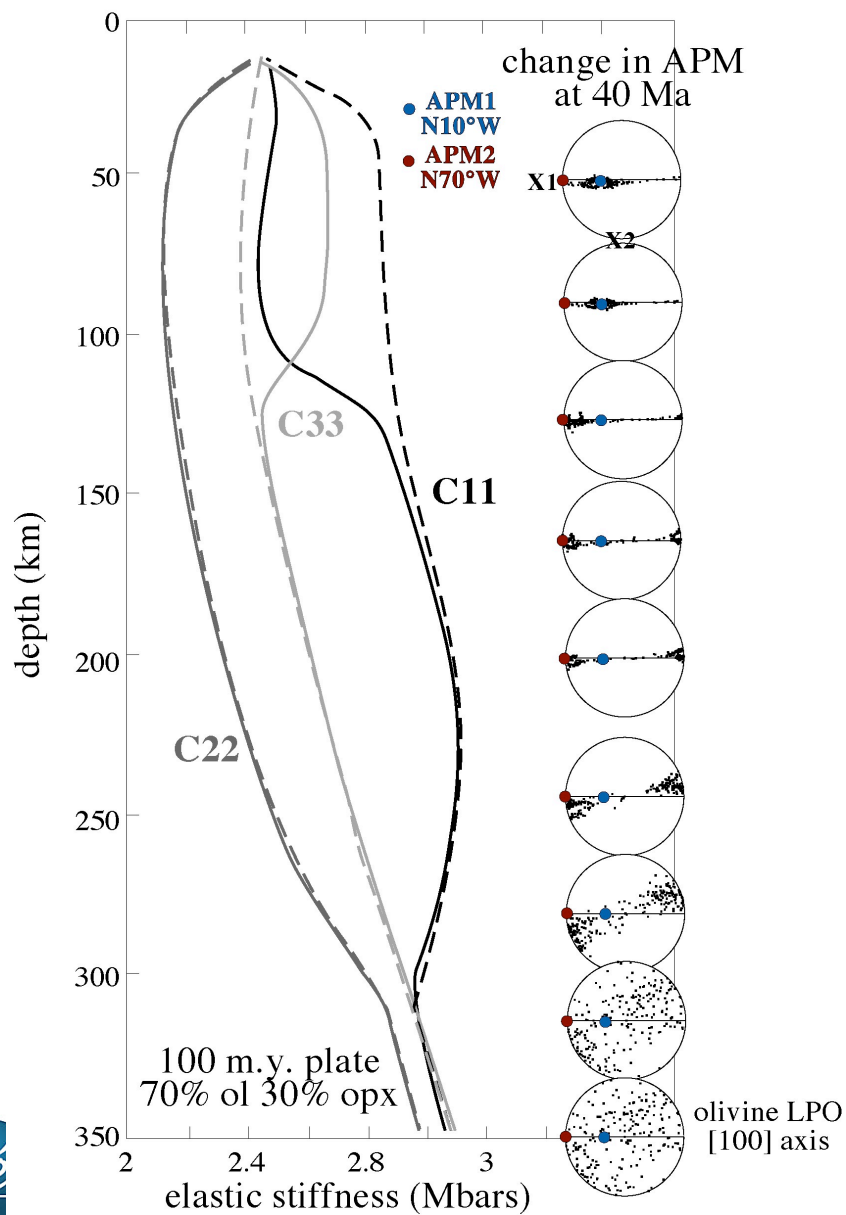 0
50
100
150
200
250
300
350
depth (km)
2
2.4
2.8
3
elastic stiffness (Mbars)
change in APM
at 40 Ma
APM1
N10°W
APM2
N70°W
X1
X2
C33
C11
C22
100 m.y. plate
70% ol 30% opx
olivine LPO
[100] axis